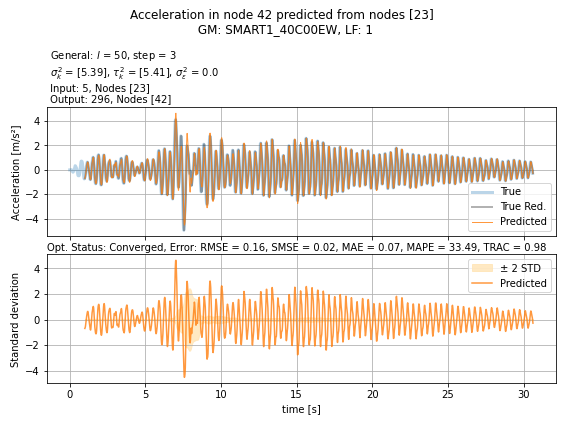 Acceleration in node 42 predicted from nodes [23]
GM: SMART1_40C00EW, LF: 1
General: l = 50, step = 3
σ²ₖ = [5.39], τ²ₖ = [5.41], σ²ε = 0.0
Input: 5, Nodes [23]
Output: 296, Nodes [42]
Acceleration [m/s²]
4
2
0
−2
−4
True
True Red.
Predicted
Opt. Status: Converged, Error: RMSE = 0.16, SMSE = 0.02, MAE = 0.07, MAPE = 33.49, TRAC = 0.98
Standard deviation
4
2
0
−2
−4
± 2 STD
Predicted
0 5 10 15 20 25 30
time [s]